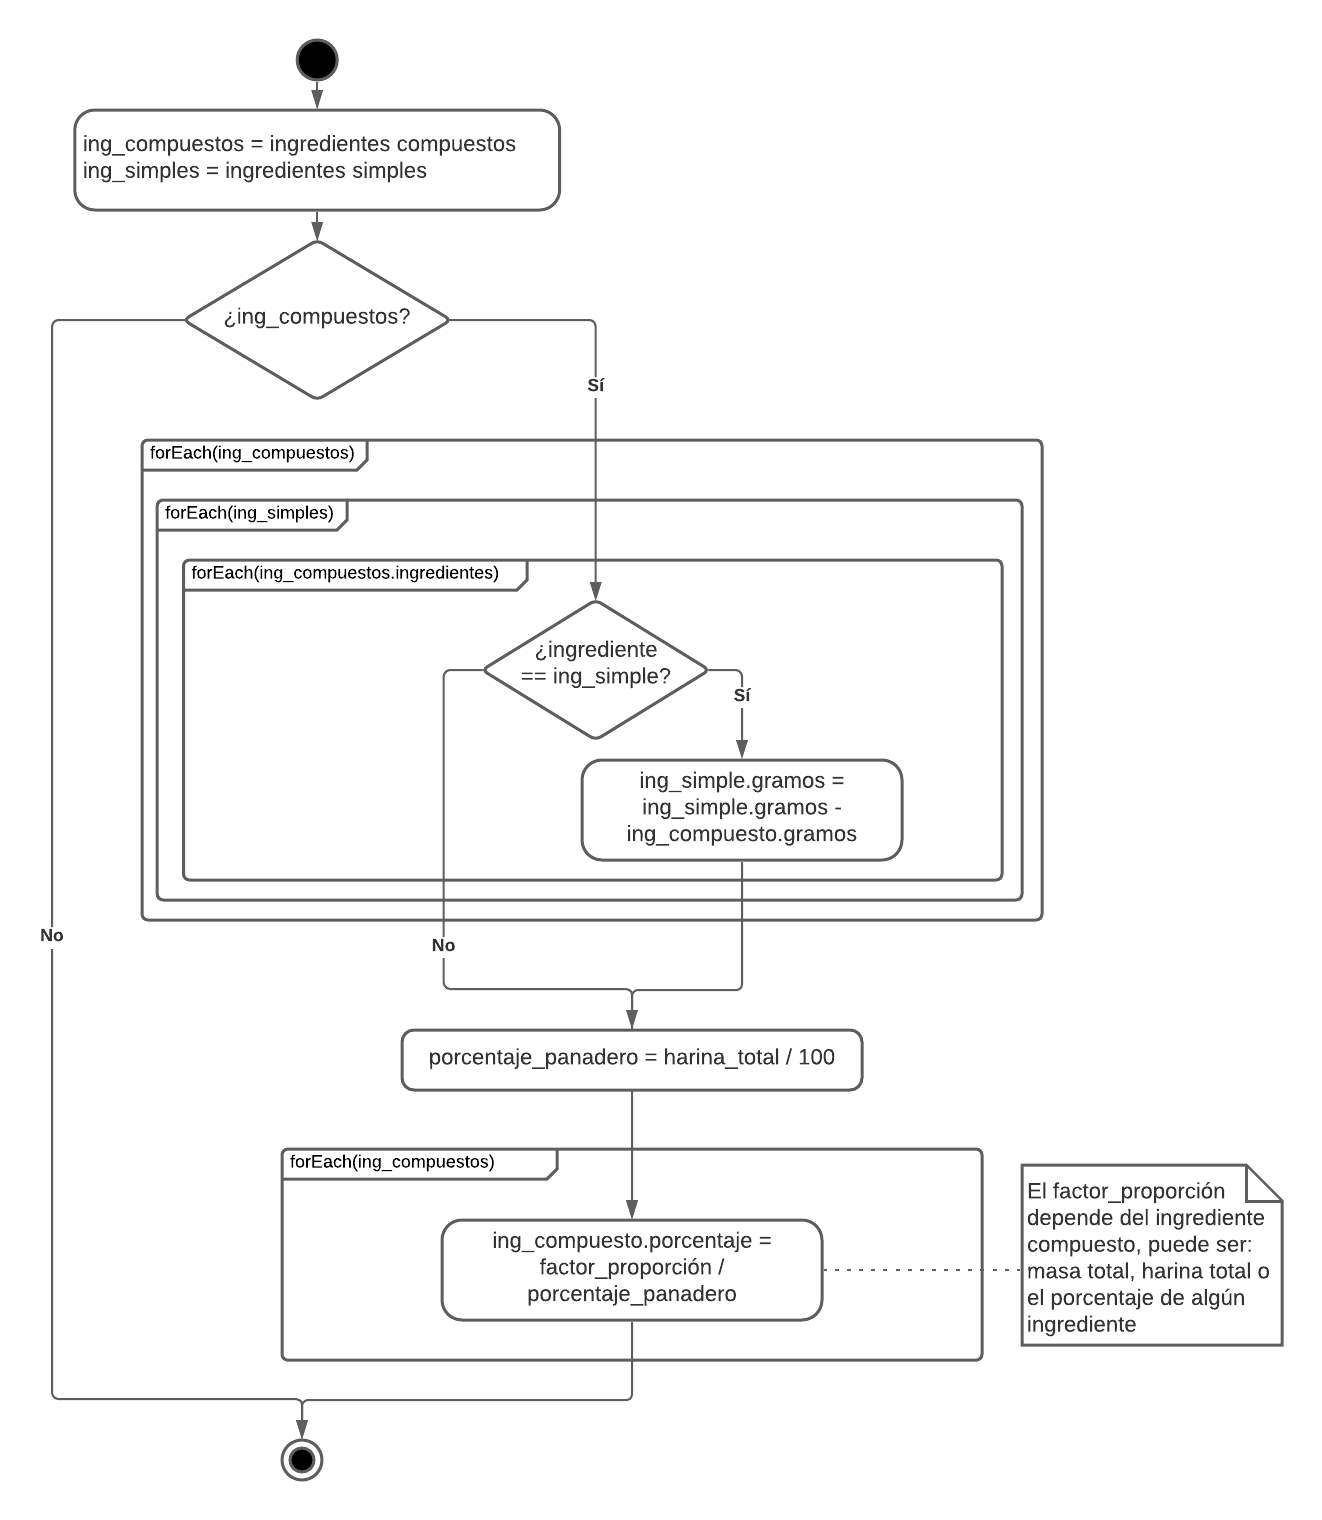 ing_compuestos = ingredientes compuestos
ing_simples = ingredientes simples
¿ing_compuestos?
Sí
forEach(ing_compuestos)
forEach(ing_simples)
forEach(ing_compuestos.ingredientes)
¿ingrediente
== ing_simple?
Sí
ing_simple.gramos =
ing_simple.gramos -
ing_compuesto.gramos
No
No
porcentaje_panadero = harina_total / 100
forEach(ing_compuestos)
ing_compuesto.porcentaje =
factor_proporción /
porcentaje_panadero
El factor_proporción
depende del ingrediente
compuesto, puede ser:
masa total, harina total o
el porcentaje de algún
ingrediente